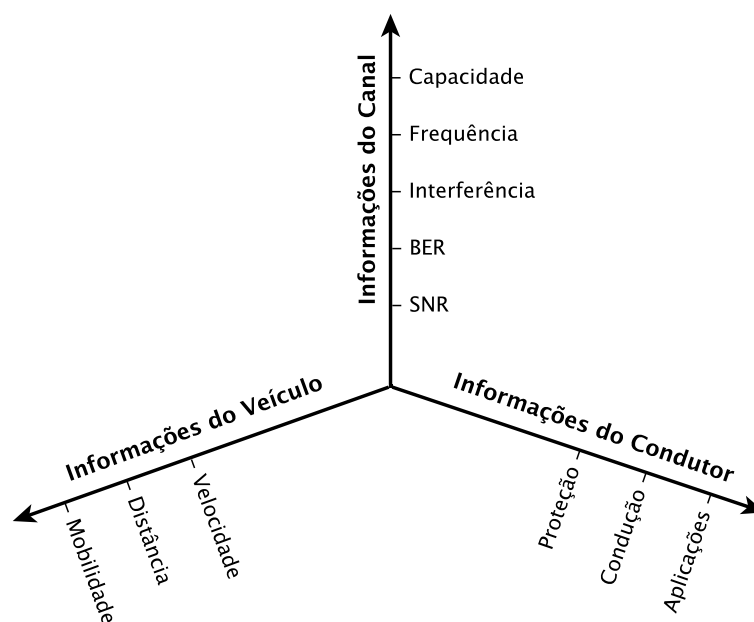 Informações do Canal
Capacidade
Frequência
Interferência
BER
SNR
Informações do Veículo
Velocidade
Distância
Mobilidade
Informações do Condutor
Proteção
Condução
Aplicações